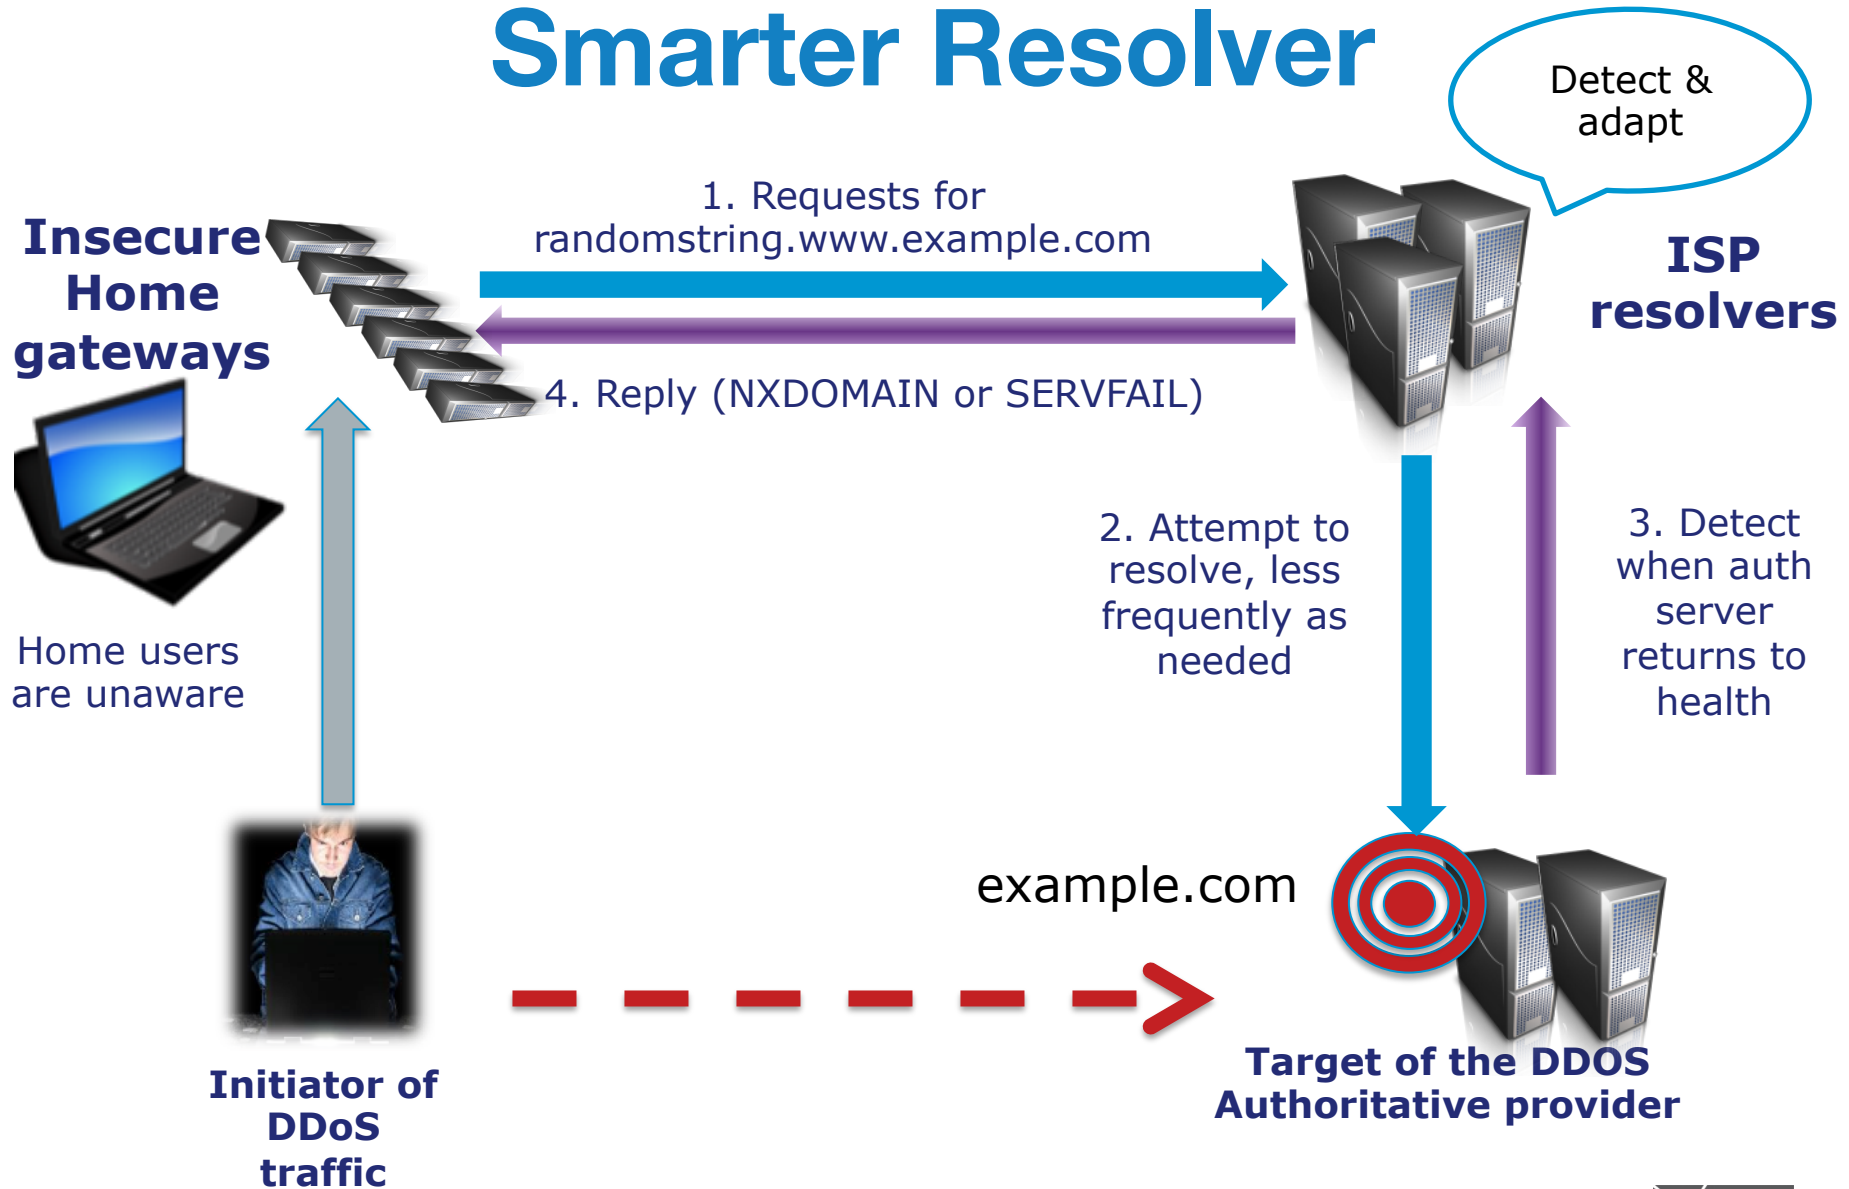 Smarter Resolver
Detect &
adapt
1. Requests for
randomstring.www.example.com
Insecure
Home
gateways
ISP
resolvers
4. Reply (NXDOMAIN or SERVFAIL)
2. Attempt to
resolve, less
frequently as
needed
3. Detect
when auth
server
returns to
health
Home users
are unaware
example.com
Target of the DDOS
Authoritative provider
Initiator of
DDoS
traffic